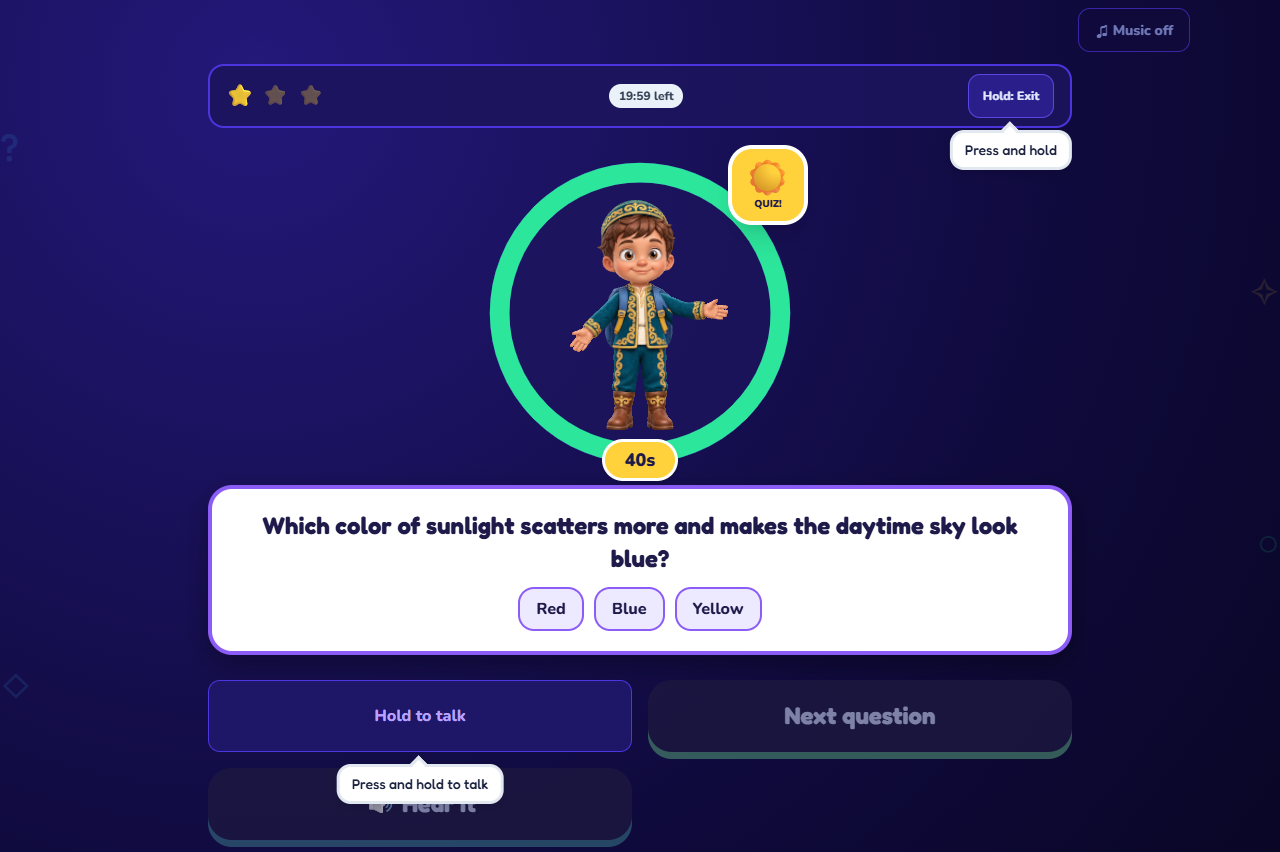 ♫ Music off
19:59 left
Hold: Exit
Press and hold
QUIZ!
40s
Which color of sunlight scatters more and makes the daytime sky look
blue?
Red
Blue
Yellow
Hold to talk
Next question
Press and hold to talk
Hear it